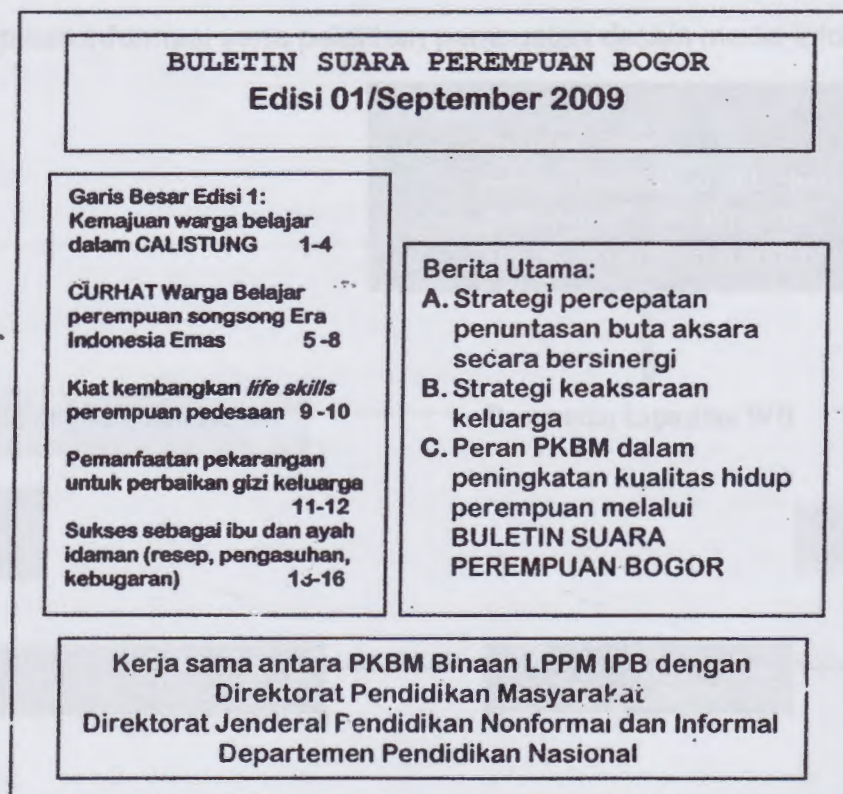 BULETIN SUARA PEREMPUAN BOGOR
Edisi 01/September 2009
Garis Besar Edisi 1:
Kemajuan warga belajar
dalam CALISTUNG 1-4
CURHAT Warga Belajar
perempuan songsong Era
Indonesia Emas 5-8
Kiat kembangkan life skills
perempuan pedesaan 9-10
Pemanfaatan pekarangan
untuk perbaikan gizi keluarga
11-12
Sukses sebagai ibu dan ayah
idaman (resep, pengasuhan,
kebugaran) 13-16
Berita Utama:
A. Strategi percepatan
penuntasan buta aksara
secara bersinergi
B. Strategi keaksaraan
keluarga
C. Peran PKBM dalam
peningkatan kualitas hidup
perempuan melalui
BULETIN SUARA
PEREMPUAN BOGOR
Kerja sama antara PKBM Binaan LPPM IPB dengan
Direktorat Pendidikan Masyarakat
Direktorat Jenderal Pendidikan Nonformal dan Informal
Departemen Pendidikan Nasional